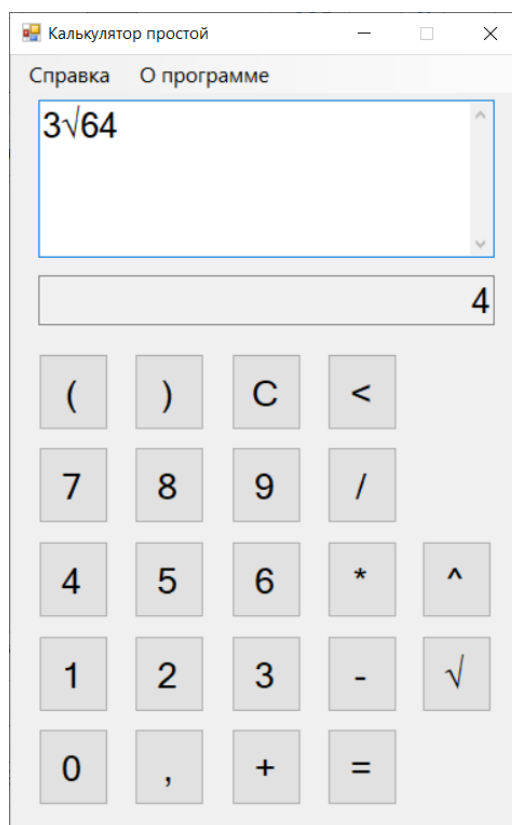 Калькулятор простой
Справка О программе
3√64
4
( ) C <
7 8 9 /
4 5 6 * ^
1 2 3 - √
0 , + =